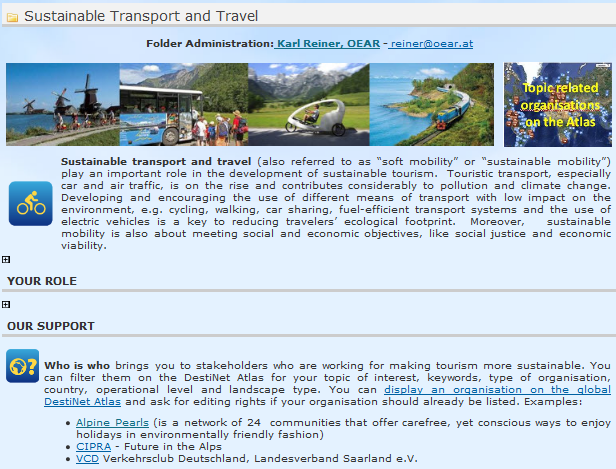 Sustainable Transport and Travel
Folder Administration: Karl Reiner, OEAR - reiner@oear.at
Topic related
organisations
on the Atlas
Sustainable transport and travel (also referred to as “soft mobility” or “sustainable mobility”)
play an important role in the development of sustainable tourism. Touristic transport, especially
car and air traffic, is on the rise and contributes considerably to pollution and climate change.
Developing and encouraging the use of different means of transport with low impact on the
environment, e.g. cycling, walking, car sharing, fuel-efficient transport systems and the use of
electric vehicles is a key to reducing travelers’ ecological footprint. Moreover, sustainable
mobility is also about meeting social and economic objectives, like social justice and economic
viability.
YOUR ROLE
OUR SUPPORT
Who is who brings you to stakeholders who are working for making tourism more sustainable. You
can filter them on the DestiNet Atlas for your topic of interest, keywords, type of organisation,
country, operational level and landscape type. You can display an organisation on the global
DestiNet Atlas and ask for editing rights if your organisation should already be listed. Examples:
• Alpine Pearls (is a network of 24 communities that offer carefree, yet conscious ways to enjoy
holidays in environmentally friendly fashion)
• CIPRA - Future in the Alps
• VCD Verkehrsclub Deutschland, Landesverband Saarland e.V.